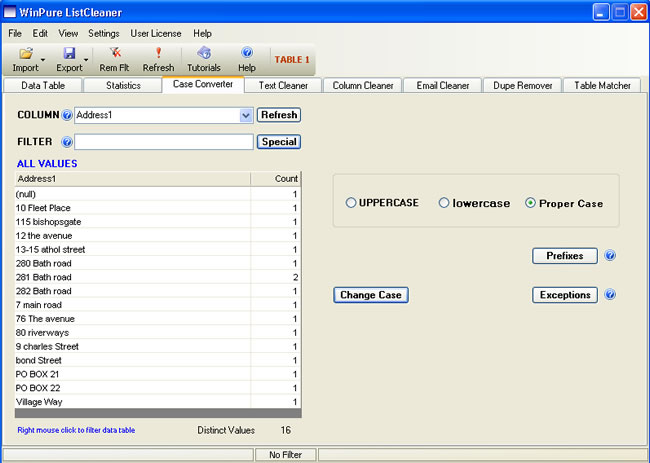 WinPure ListCleaner
File Edit View Settings User License Help
Import Export Rem Flt Refresh Tutorials Help TABLE 1
Data Table Statistics Case Converter Text Cleaner Column Cleaner Email Cleaner Dupe Remover Table Matcher
COLUMN ? Address1 Refresh
FILTER ? Special
ALL VALUES
Address1 Count
(null) 1
10 Fleet Place 1
115 bishopsgate 1
12 the avenue 1
13-15 athol street 1
280 Bath road 1
281 Bath road 2
282 Bath road 1
7 main road 1
76 The avenue 1
80 riverways 1
9 charles Street 1
bond Street 1
PO BOX 21 1
PO BOX 22 1
Village Way 1
UPPERCASE lowercase Proper Case
Prefixes ?
Change Case Exceptions ?
Right mouse click to filter data table Distinct Values 16
No Filter